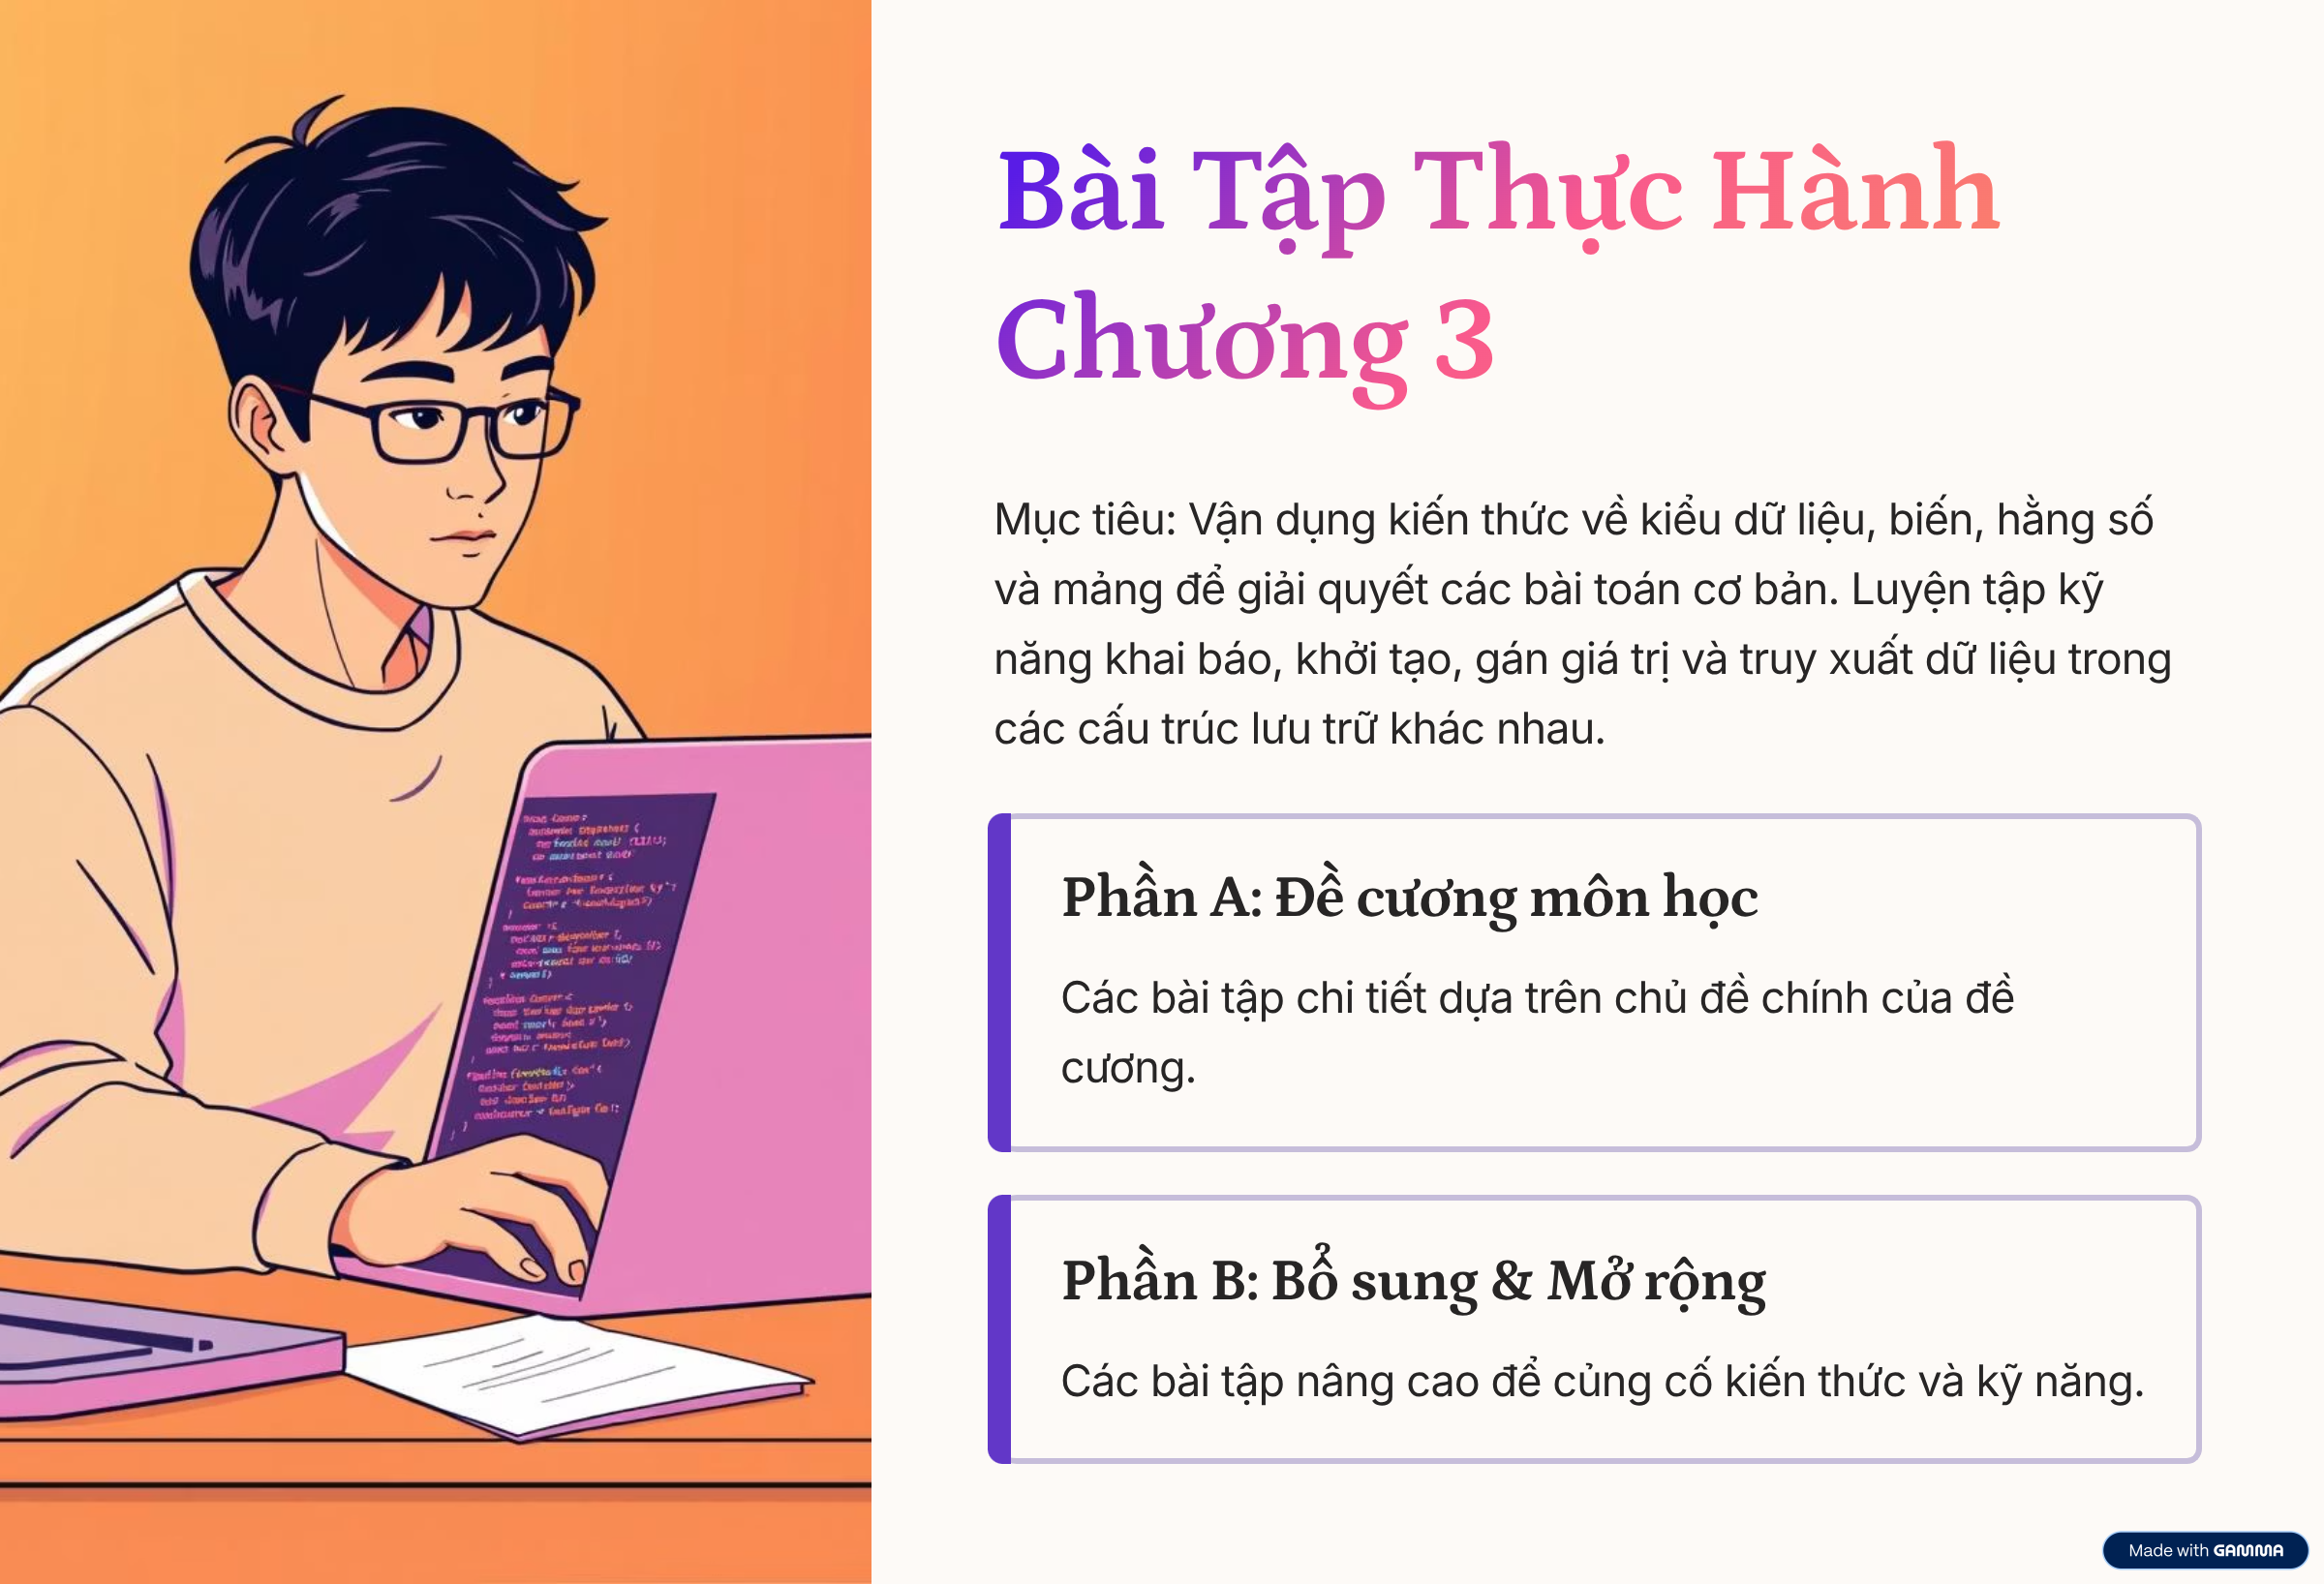 Bài Tập Thực Hành
Chương 3
Mục tiêu: Vận dụng kiến thức về kiểu dữ liệu, biến, hằng số
và mảng để giải quyết các bài toán cơ bản. Luyện tập kỹ
năng khai báo, khởi tạo, gán giá trị và truy xuất dữ liệu trong
các cấu trúc lưu trữ khác nhau.
Phần A: Đề cương môn học
Các bài tập chi tiết dựa trên chủ đề chính của đề
cương.
Phần B: Bổ sung & Mở rộng
Các bài tập nâng cao để củng cố kiến thức và kỹ năng.
Made with GAMMA